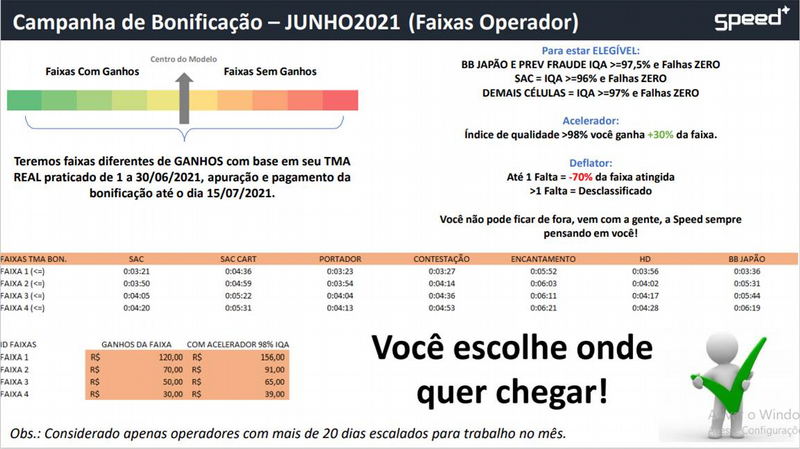 Campanha de Bonificação – JUNHO2021 (Faixas Operador)
speed+
Centro do Modelo
Faixas Com Ganhos
Faixas Sem Ganhos
Teremos faixas diferentes de GANHOS com base em seu TMA
REAL praticado de 1 a 30/06/2021, apuração e pagamento da
bonificação até o dia 15/07/2021.
Para estar ELEGÍVEL:
BB JAPÃO E PREV FRAUDE IQA >=97,5% e Falhas ZERO
SAC = IQA >=96% e Falhas ZERO
DEMAIS CÉLULAS = IQA >=97% e Falhas ZERO
Acelerador:
Índice de qualidade >98% você ganha +30% da faixa.
Deflator:
Até 1 Falta = -70% da faixa atingida
>1 Falta = Desclassificado
Você não pode ficar de fora, vem com a gente, a Speed sempre
pensando em você!
FAIXAS TMA BON. SAC SAC CART PORTADOR CONTESTAÇÃO ENCANTAMENTO HD BB JAPÃO
FAIXA 1 (<=) 0:03:21 0:04:36 0:03:23 0:03:27 0:05:52 0:03:56 0:03:36
FAIXA 2 (<=) 0:03:50 0:04:59 0:03:54 0:04:14 0:06:03 0:04:02 0:05:31
FAIXA 3 (<=) 0:04:05 0:05:22 0:04:04 0:04:36 0:06:11 0:04:17 0:05:44
FAIXA 4 (<=) 0:04:20 0:05:31 0:04:13 0:04:53 0:06:21 0:04:28 0:06:19
ID FAIXAS GANHOS DA FAIXA COM ACELERADOR 98% IQA
FAIXA 1 R$ 120,00 R$ 156,00
FAIXA 2 R$ 70,00 R$ 91,00
FAIXA 3 R$ 50,00 R$ 65,00
FAIXA 4 R$ 30,00 R$ 39,00
Você escolhe onde
quer chegar!
Obs.: Considerado apenas operadores com mais de 20 dias escalados para trabalho no mês.
o Windo
Configuraçõe